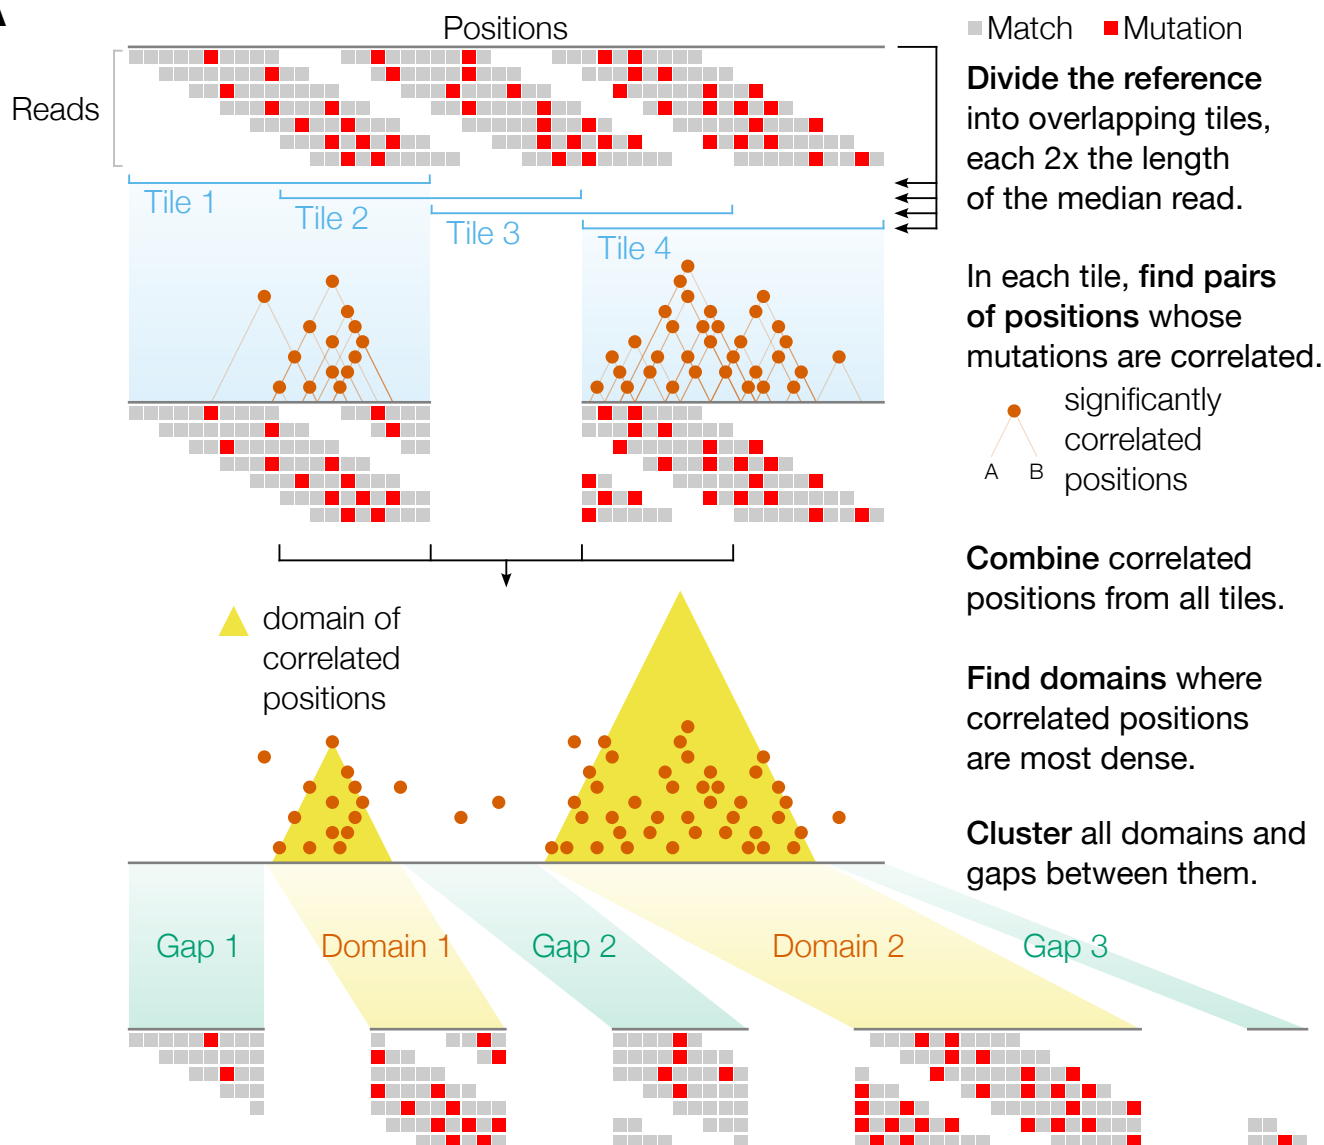 Positions
Match
Mutation
Reads
Divide the reference
into overlapping tiles,
each 2x the length
of the median read.
Tile 1
Tile 2
Tile 3
Tile 4
In each tile, find pairs
of positions whose
mutations are correlated.
significantly
correlated
positions
A
B
Combine correlated
positions from all tiles.
domain of
correlated
positions
Find domains where
correlated positions
are most dense.
Cluster all domains and
gaps between them.
Gap 1
Domain 1
Gap 2
Domain 2
Gap 3